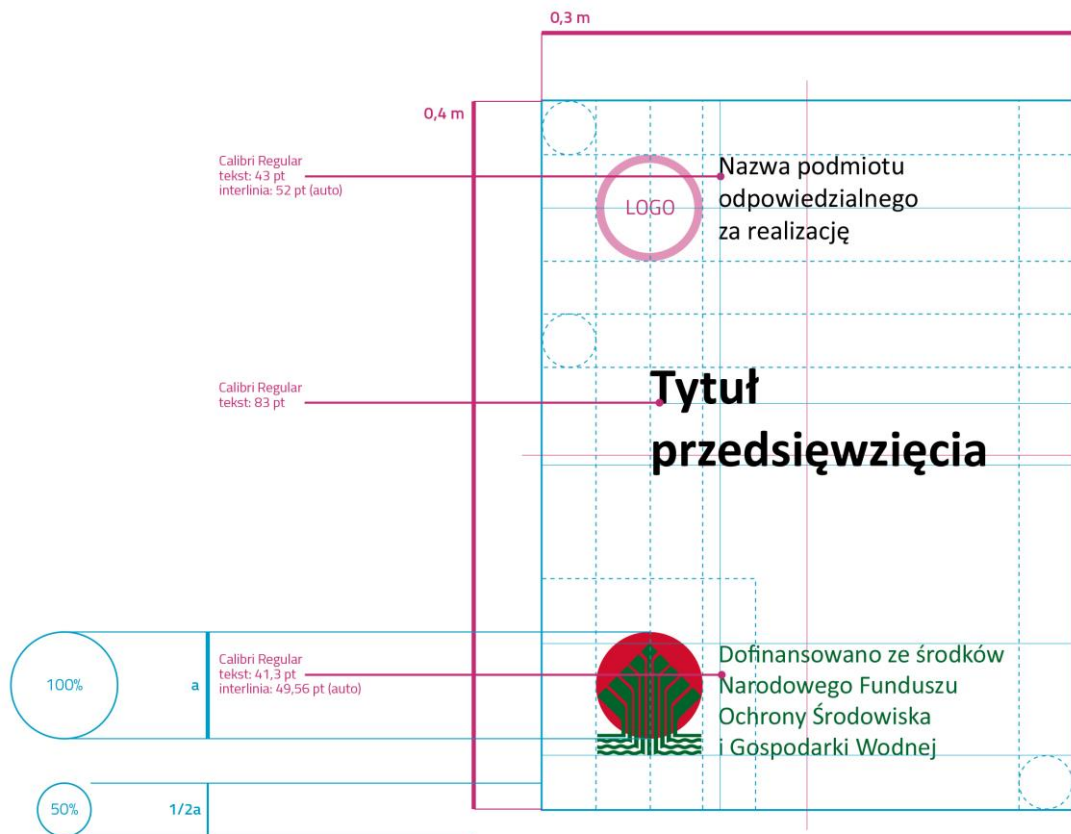 0,3 m
0,4 m
Calibri Regular
tekst: 43 pt
interlinia: 52 pt (auto)
LOGO
Nazwa podmiotu
odpowiedzialnego
za realizację
Calibri Regular
tekst: 83 pt
Tytuł
przedsięwzięcia
100%
a
Calibri Regular
tekst: 41,3 pt
interlinia: 49,56 pt (auto)
Dofinansowano ze środków
Narodowego Funduszu
Ochrony Środowiska
i Gospodarki Wodnej
50%
1/2a